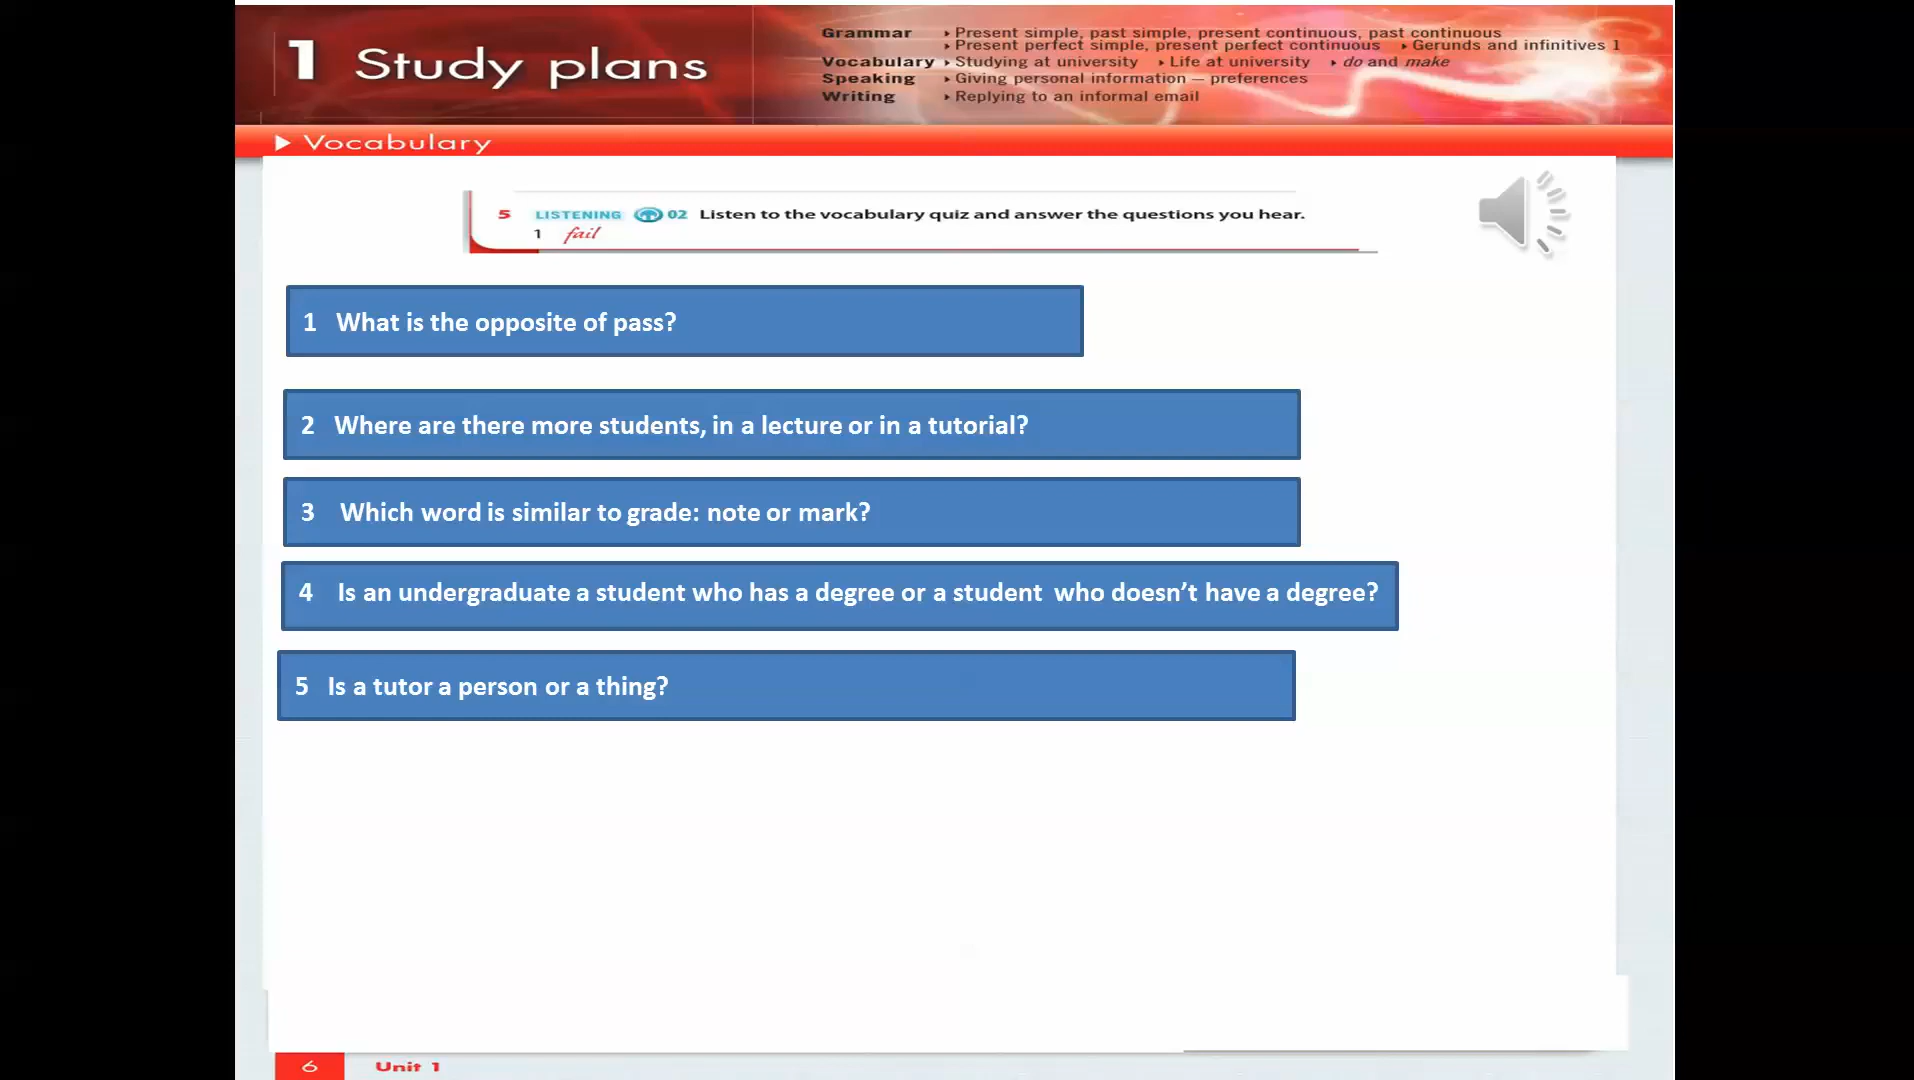 1 Study plans
Grammar ‣ Present simple, past simple, present continuous, past continuous
‣ Present perfect simple, present perfect continuous ‣ Gerunds and infinitives 1
Vocabulary ‣ Studying at university ‣ Life at university ‣ do and make
Speaking ‣ Giving personal information – preferences
Writing ‣ Replying to an informal email
Vocabulary
5 LISTENING 02 Listen to the vocabulary quiz and answer the questions you hear.
1 fail
1 What is the opposite of pass?
2 Where are there more students, in a lecture or in a tutorial?
3 Which word is similar to grade: note or mark?
4 Is an undergraduate a student who has a degree or a student who doesn’t have a degree?
5 Is a tutor a person or a thing?
6 Unit 1